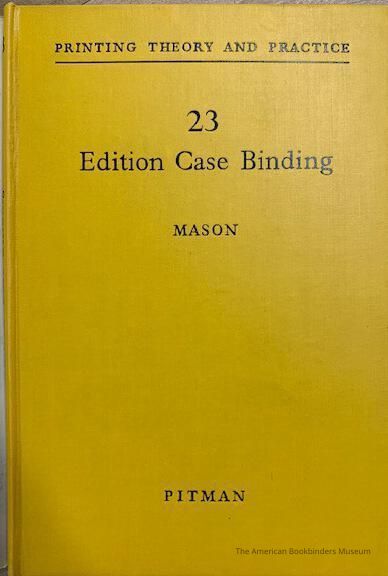 PRINTING THEORY AND PRACTICE
23
Edition Case Binding
MASON
PITMAN
The American Bookbinders Museum